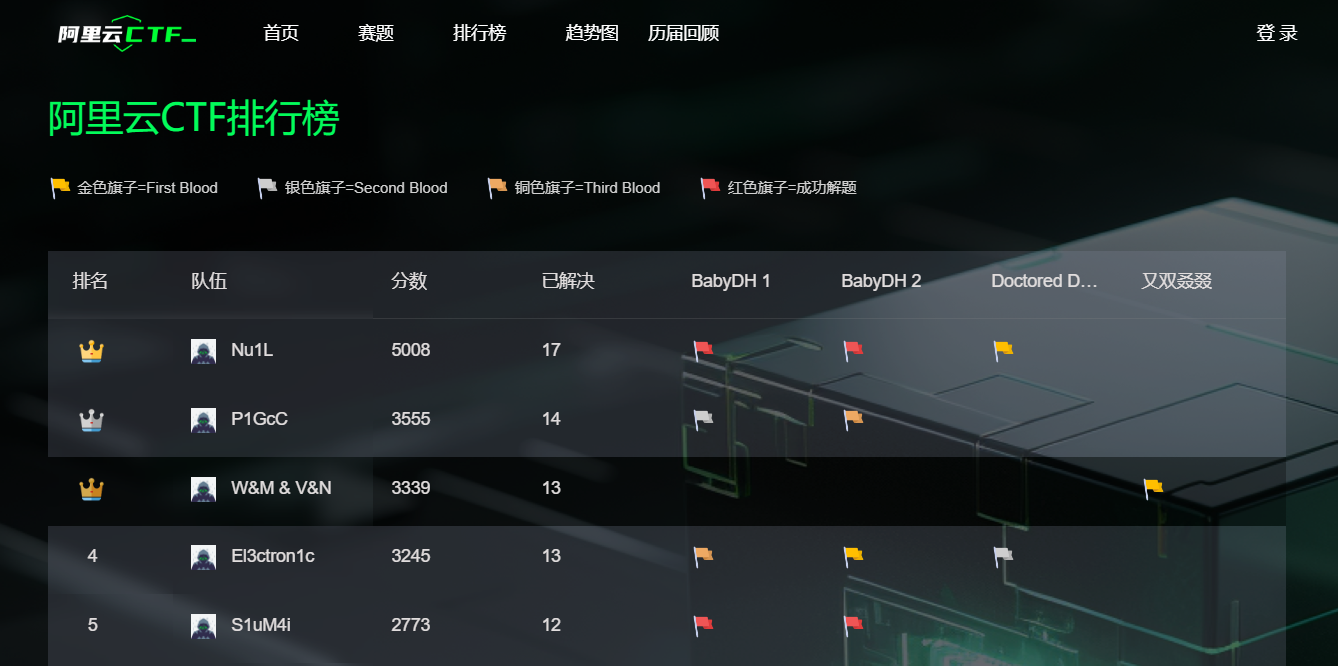 阿里云CTF_ 首页 赛题 排行榜 趋势图 历届回顾 登 录
阿里云CTF排行榜
金色旗子=First Blood 银色旗子=Second Blood 铜色旗子=Third Blood 红色旗子=成功解题
排名 队伍 分数 已解决 BabyDH 1 BabyDH 2 Doctored D... 又双叒叕
Nu1L 5008 17
P1GcC 3555 14
W&M & V&N 3339 13
4 El3ctron1c 3245 13
5 S1uM4i 2773 12